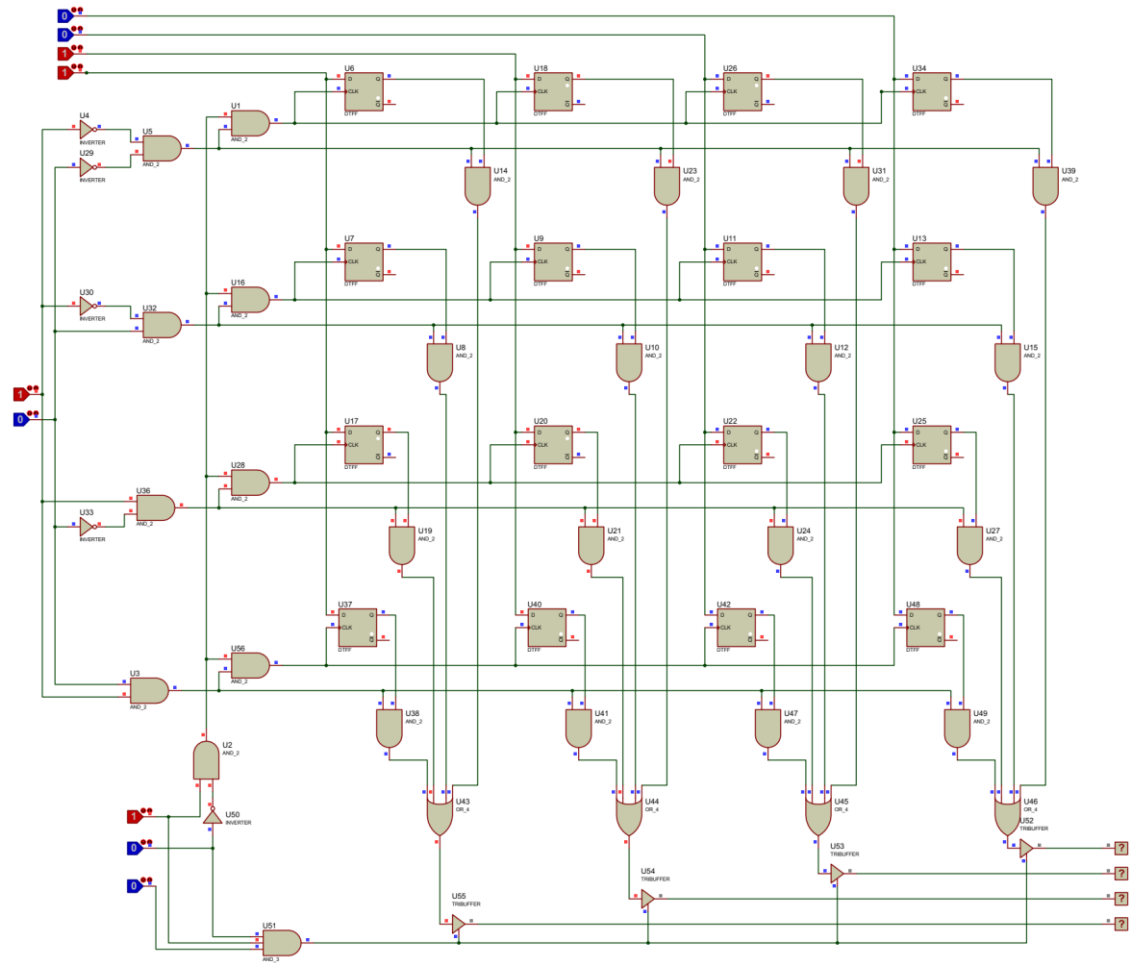 0
0
1
1
U6
D Q
CLK
Q
DTFF
U18
D Q
CLK
Q
DTFF
U26
D Q
CLK
Q
DTFF
U34
D Q
CLK
Q
DTFF
U1
AND_2
U4
INVERTER
U5
AND_2
U29
INVERTER
U14
AND_2
U23
AND_2
U31
AND_2
U39
AND_2
U7
D Q
CLK
Q
DTFF
U9
D Q
CLK
Q
DTFF
U11
D Q
CLK
Q
DTFF
U13
D Q
CLK
Q
DTFF
U16
AND_2
U30
INVERTER
U32
AND_2
U8
AND_2
U10
AND_2
U12
AND_2
U15
AND_2
1
0
U17
D Q
CLK
Q
DTFF
U20
D Q
CLK
Q
DTFF
U22
D Q
CLK
Q
DTFF
U25
D Q
CLK
Q
DTFF
U28
AND_2
U36
AND_2
U33
INVERTER
U19
AND_2
U21
AND_2
U24
AND_2
U27
AND_2
U37
D Q
CLK
Q
DTFF
U40
D Q
CLK
Q
DTFF
U42
D Q
CLK
Q
DTFF
U48
D Q
CLK
Q
DTFF
U56
AND_2
U3
AND_2
U38
AND_2
U41
AND_2
U47
AND_2
U49
AND_2
U2
AND_2
U50
INVERTER
1
0
0
U43
OR_4
U44
OR_4
U45
OR_4
U46
OR_4
U52
TRIBUFFER
?
U53
TRIBUFFER
?
U54
TRIBUFFER
?
U55
TRIBUFFER
?
U51
AND_3